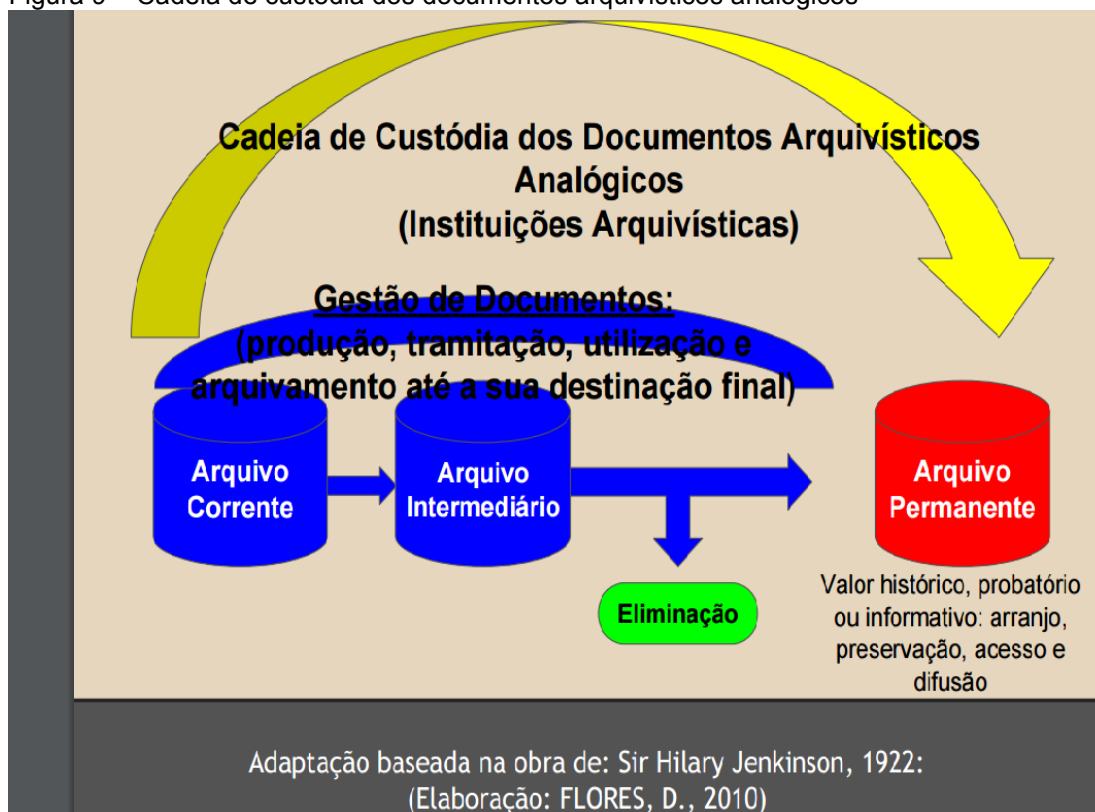 Figura 9 – Cadeia de custódia dos documentos arquivísticos analógicos
Cadeia de Custódia dos Documentos Arquivísticos
Analógicos
(Instituições Arquivísticas)
Gestão de Documentos:
(produção, tramitação, utilização e
arquivamento até a sua destinação final)
Arquivo
Corrente
Arquivo
Intermediário
Arquivo
Permanente
Eliminação
Valor histórico, probatório
ou informativo: arranjo,
preservação, acesso e
difusão
Adaptação baseada na obra de: Sir Hilary Jenkinson, 1922:
(Elaboração: FLORES, D., 2010)